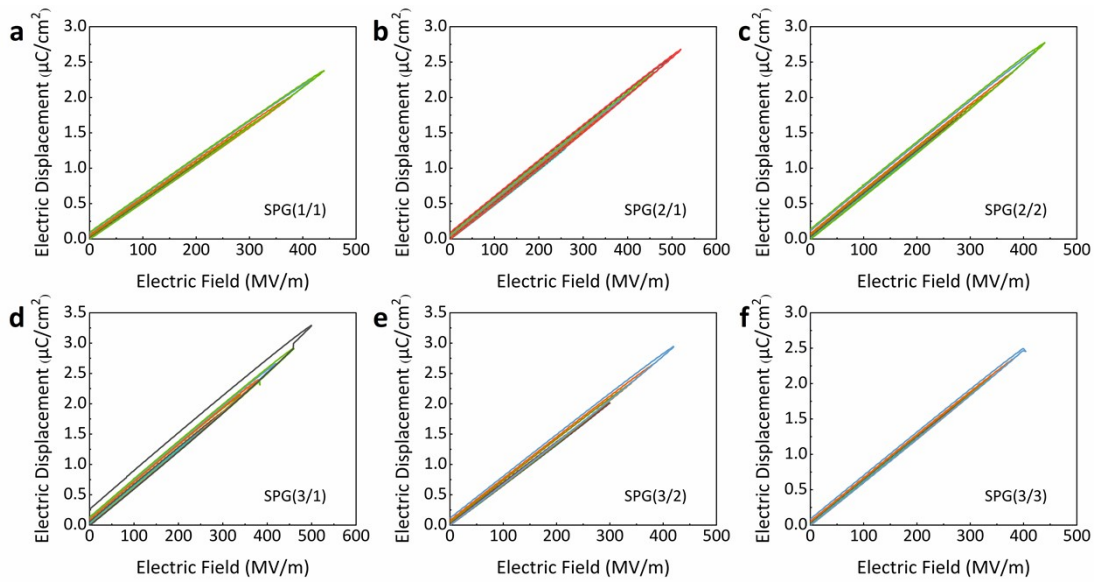 a
Electric Displacement (μC/cm²)
3.0
2.5
2.0
1.5
1.0
0.5
0.0
SPG(1/1)
0 100 200 300 400 500
Electric Field (MV/m)
b
Electric Displacement (μC/cm²)
3.0
2.5
2.0
1.5
1.0
0.5
0.0
SPG(2/1)
0 100 200 300 400 500 600
Electric Field (MV/m)
c
Electric Displacement (μC/cm²)
3.0
2.5
2.0
1.5
1.0
0.5
0.0
SPG(2/2)
0 100 200 300 400 500
Electric Field (MV/m)
d
Electric Displacement (μC/cm²)
3.5
3.0
2.5
2.0
1.5
1.0
0.5
0.0
SPG(3/1)
0 100 200 300 400 500 600
Electric Field (MV/m)
e
Electric Displacement (μC/cm²)
3.5
3.0
2.5
2.0
1.5
1.0
0.5
0.0
SPG(3/2)
0 100 200 300 400 500
Electric Field (MV/m)
f
Electric Displacement (μC/cm²)
3.0
2.5
2.0
1.5
1.0
0.5
0.0
SPG(3/3)
0 100 200 300 400 500
Electric Field (MV/m)